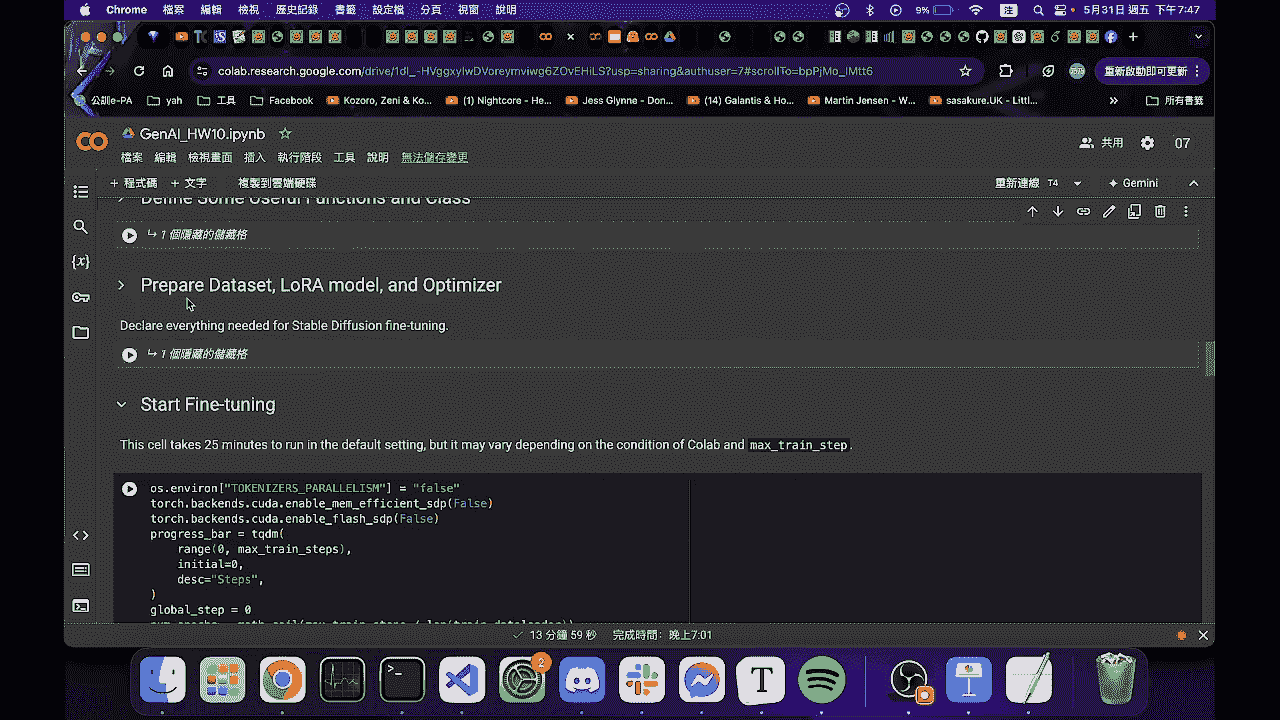 Chrome 檔案 編輯 檢視 歷史記錄 書籤 設定檔 分頁 視窗 說明 9% 注 5月31日 週五 下午7:47
colab.research.google.com/drive/1dl_-HVggxylwDVoreymviwg6ZOvEHiLS?usp=sharing&authuser=7#scrollTo=bpPjMo_lMtt6 重新啟動即可更新
公訓e-PA yah 工具 Facebook Kozoro, Zeni & Ko... (1) Nightcore - He... Jess Glynne - Don... (14) Galantis & Ho... Martin Jensen - W... sasakure.UK - Littl... » 所有書籤
GenAI_HW10.ipynb
檔案 編輯 檢視畫面 插入 執行階段 工具 說明 無法儲存變更 共用 07
+ 程式碼 + 文字 複製到雲端硬碟 重新連線 T4 Gemini
Define Some Useful Functions and Class
1 個隱藏的儲藏格
Prepare Dataset, LoRA model, and Optimizer
Declare everything needed for Stable Diffusion fine-tuning.
1 個隱藏的儲藏格
Start Fine-tuning
This cell takes 25 minutes to run in the default setting, but it may vary depending on the condition of Colab and max_train_step.
os.environ["TOKENIZERS_PARALLELISM"] = "false"
torch.backends.cuda.enable_mem_efficient_sdp(False)
torch.backends.cuda.enable_flash_sdp(False)
progress_bar = tqdm(
range(0, max_train_steps),
initial=0,
desc="Steps",
)
global_step = 0
✓ 13 分鐘 59 秒 完成時間：晚上7:01
2